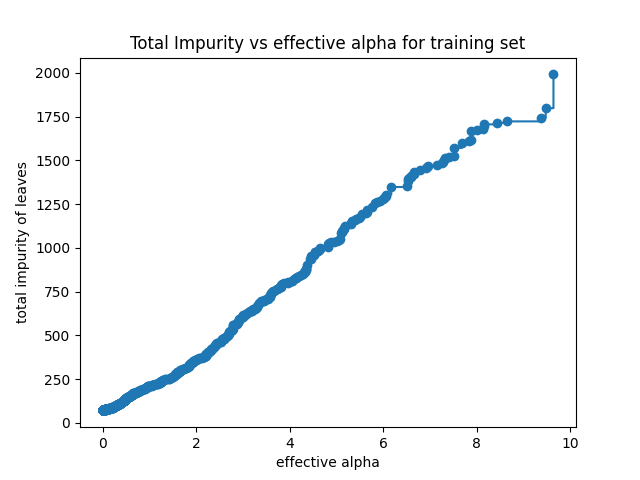 Total Impurity vs effective alpha for training set
total impurity of leaves
2000
1750
1500
1250
1000
750
500
250
0
0 2 4 6 8 10
effective alpha